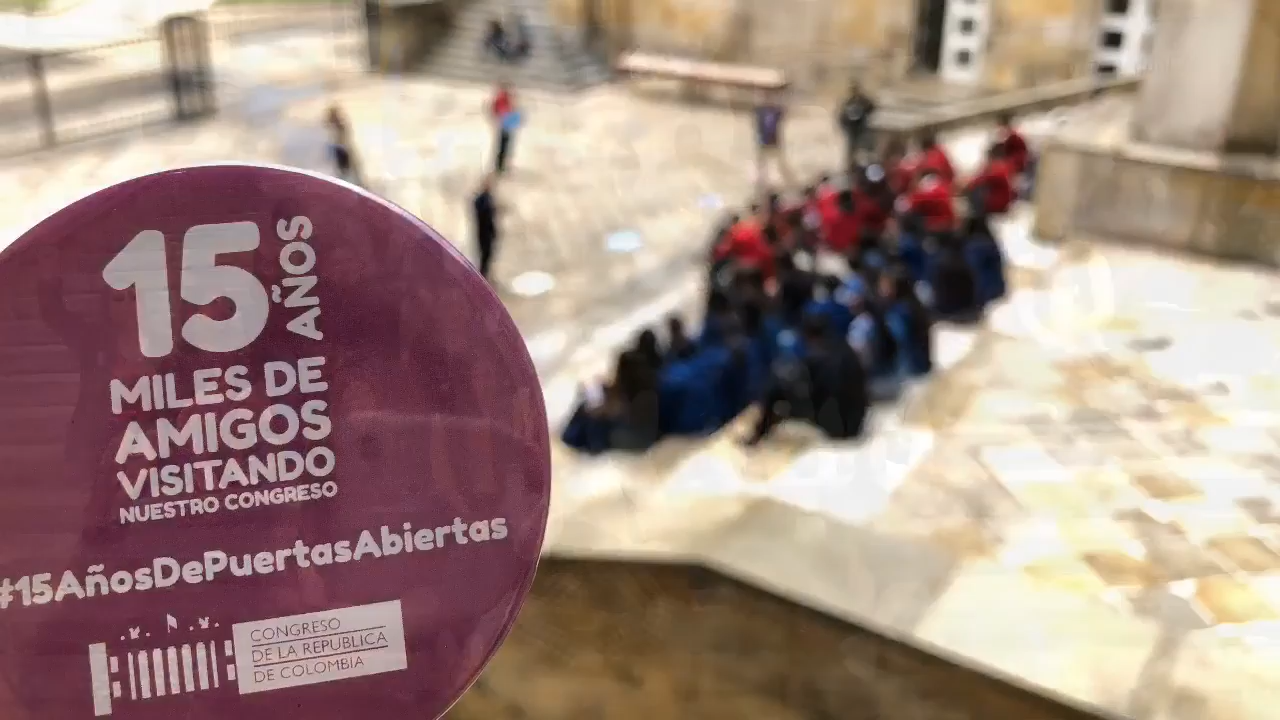 15 AÑOS
MILES DE
AMIGOS
VISITANDO
NUESTRO CONGRESO
#15AñosDePuertasAbiertas
CONGRESO
DE LA REPÚBLICA
DE COLOMBIA